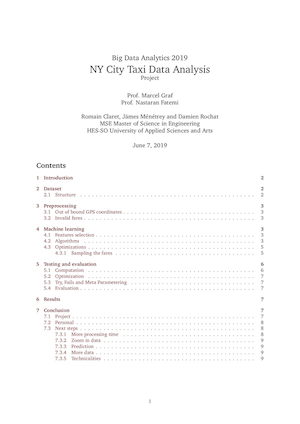 Big Data Analytics 2019
NY City Taxi Data Analysis
Project
Prof. Marcel Graf
Prof. Nastaran Fatemi
Romain Claret, Jämes Ménétrey and Damien Rochat
MSE Master of Science in Engineering
HES-SO University of Applied Sciences and Arts
June 7, 2019
Contents
1 Introduction 2
2 Dataset 2
2.1 Structure 2
3 Preprocessing 3
3.1 Out of bound GPS coordinates 3
3.2 Invalid fares 3
4 Machine learning 3
4.1 Features selection 3
4.2 Algorithms 3
4.3 Optimizations 5
4.3.1 Sampling the fares 5
5 Testing and evaluation 6
5.1 Computation 6
5.2 Optimization 7
5.3 Try, Fails and Meta Parametering 7
5.4 Evaluation 7
6 Results 7
7 Conclusion 7
7.1 Project 7
7.2 Personal 8
7.3 Next steps 8
7.3.1 More processing time 8
7.3.2 Zoom in data 9
7.3.3 Prediction 9
7.3.4 More data 9
7.3.5 Technicalities 9
1